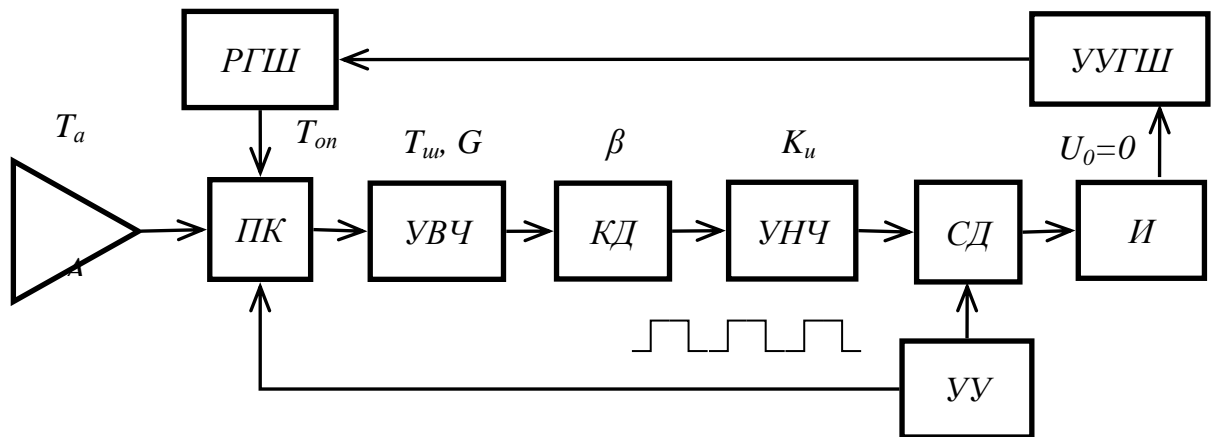 РГШ
УУГШ
Tа
Tоп
Tш, G
β
Kи
U0=0
ПК
УВЧ
КД
УНЧ
СД
И
А
УУ